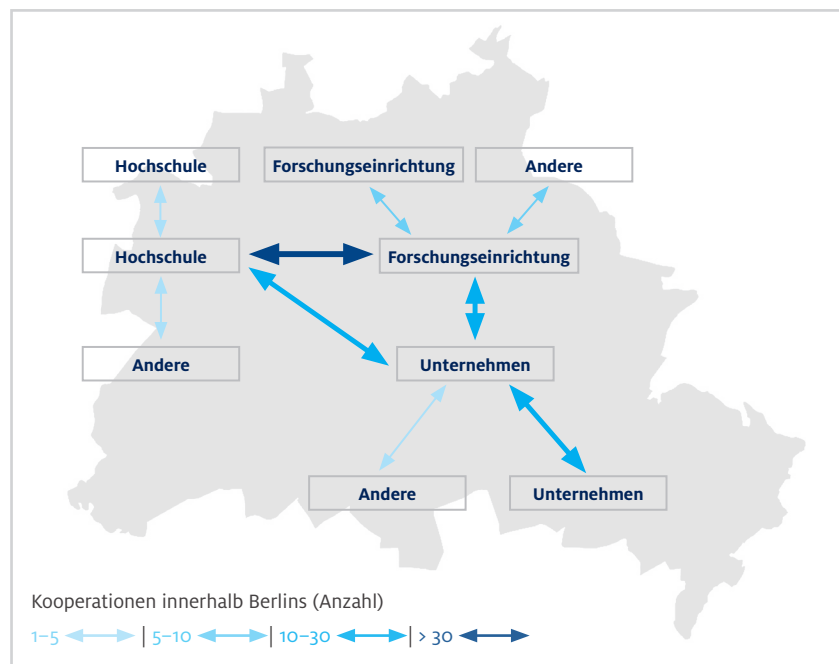 Hochschule
Forschungseinrichtung
Andere
Hochschule
Forschungseinrichtung
Andere
Unternehmen
Andere
Unternehmen
Kooperationen innerhalb Berlins (Anzahl)
1–5 | 5–10 | 10–30 | > 30